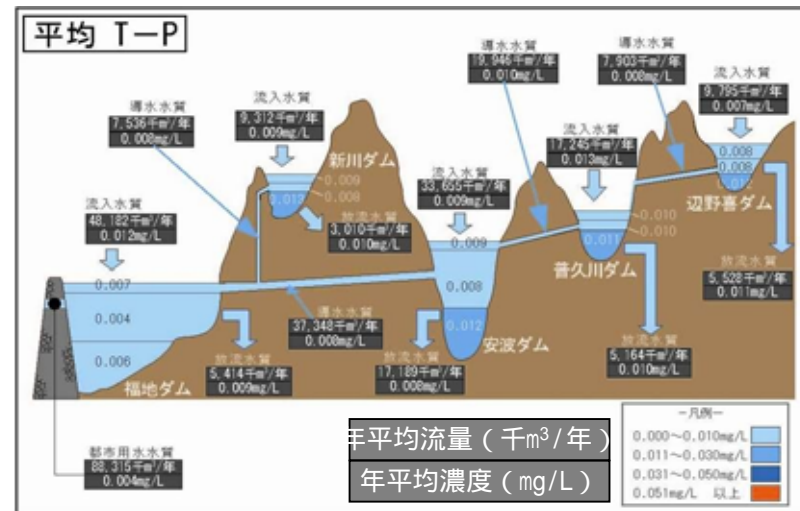 平均 T－P
導水水質
19,946千m³/年
0.010mg/L
導水水質
7,903千m³/年
0.008mg/L
流入水質
9,795千m³/年
0.007mg/L
導水水質
7,536千m³/年
0.008mg/L
流入水質
9,312千m³/年
0.009mg/L
新川ダム
0.009
0.008
0.013
放流水質
3,010千m³/年
0.010mg/L
流入水質
33,655千m³/年
0.009mg/L
流入水質
17,245千m³/年
0.013mg/L
0.008
0.008
0.012
辺野喜ダム
流入水質
48,182千m³/年
0.012mg/L
0.009
0.008
0.012
安波ダム
0.010
0.010
0.011
普久川ダム
放流水質
5,528千m³/年
0.011mg/L
0.007
0.004
0.006
福地ダム
導水水質
37,348千m³/年
0.008mg/L
放流水質
5,414千m³/年
0.009mg/L
放流水質
17,189千m³/年
0.008mg/L
放流水質
5,164千m³/年
0.010mg/L
都市用水水質
88,315千m³/年
0.004mg/L
年平均流量（千m³/年）
年平均濃度（mg/L）
－凡例－
0.000～0.010mg/L
0.011～0.030mg/L
0.031～0.050mg/L
0.051mg/L 以上